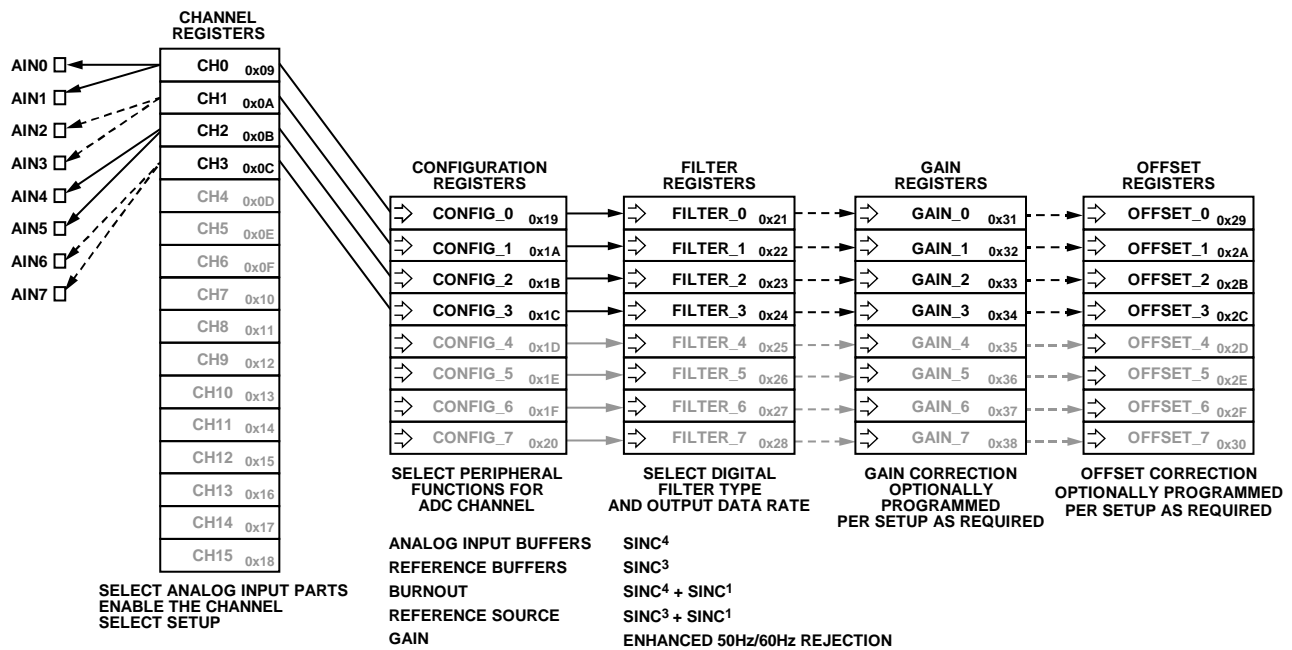 CHANNEL
REGISTERS
AIN0
AIN1
AIN2
AIN3
AIN4
AIN5
AIN6
AIN7
CH0 0x09
CH1 0x0A
CH2 0x0B
CH3 0x0C
CH4 0x0D
CH5 0x0E
CH6 0x0F
CH7 0x10
CH8 0x11
CH9 0x12
CH10 0x13
CH11 0x14
CH12 0x15
CH13 0x16
CH14 0x17
CH15 0x18
SELECT ANALOG INPUT PARTS
ENABLE THE CHANNEL
SELECT SETUP
CONFIGURATION
REGISTERS
CONFIG_0 0x19
CONFIG_1 0x1A
CONFIG_2 0x1B
CONFIG_3 0x1C
CONFIG_4 0x1D
CONFIG_5 0x1E
CONFIG_6 0x1F
CONFIG_7 0x20
SELECT PERIPHERAL
FUNCTIONS FOR
ADC CHANNEL
ANALOG INPUT BUFFERS
REFERENCE BUFFERS
BURNOUT
REFERENCE SOURCE
GAIN
FILTER
REGISTERS
FILTER_0 0x21
FILTER_1 0x22
FILTER_2 0x23
FILTER_3 0x24
FILTER_4 0x25
FILTER_5 0x26
FILTER_6 0x27
FILTER_7 0x28
SELECT DIGITAL
FILTER TYPE
AND OUTPUT DATA RATE
SINC4
SINC3
SINC4 + SINC1
SINC3 + SINC1
ENHANCED 50Hz/60Hz REJECTION
GAIN
REGISTERS
GAIN_0 0x31
GAIN_1 0x32
GAIN_2 0x33
GAIN_3 0x34
GAIN_4 0x35
GAIN_5 0x36
GAIN_6 0x37
GAIN_7 0x38
GAIN CORRECTION
OPTIONALLY
PROGRAMMED
PER SETUP AS REQUIRED
OFFSET
REGISTERS
OFFSET_0 0x29
OFFSET_1 0x2A
OFFSET_2 0x2B
OFFSET_3 0x2C
OFFSET_4 0x2D
OFFSET_5 0x2E
OFFSET_6 0x2F
OFFSET_7 0x30
OFFSET CORRECTION
OPTIONALLY PROGRAMMED
PER SETUP AS REQUIRED